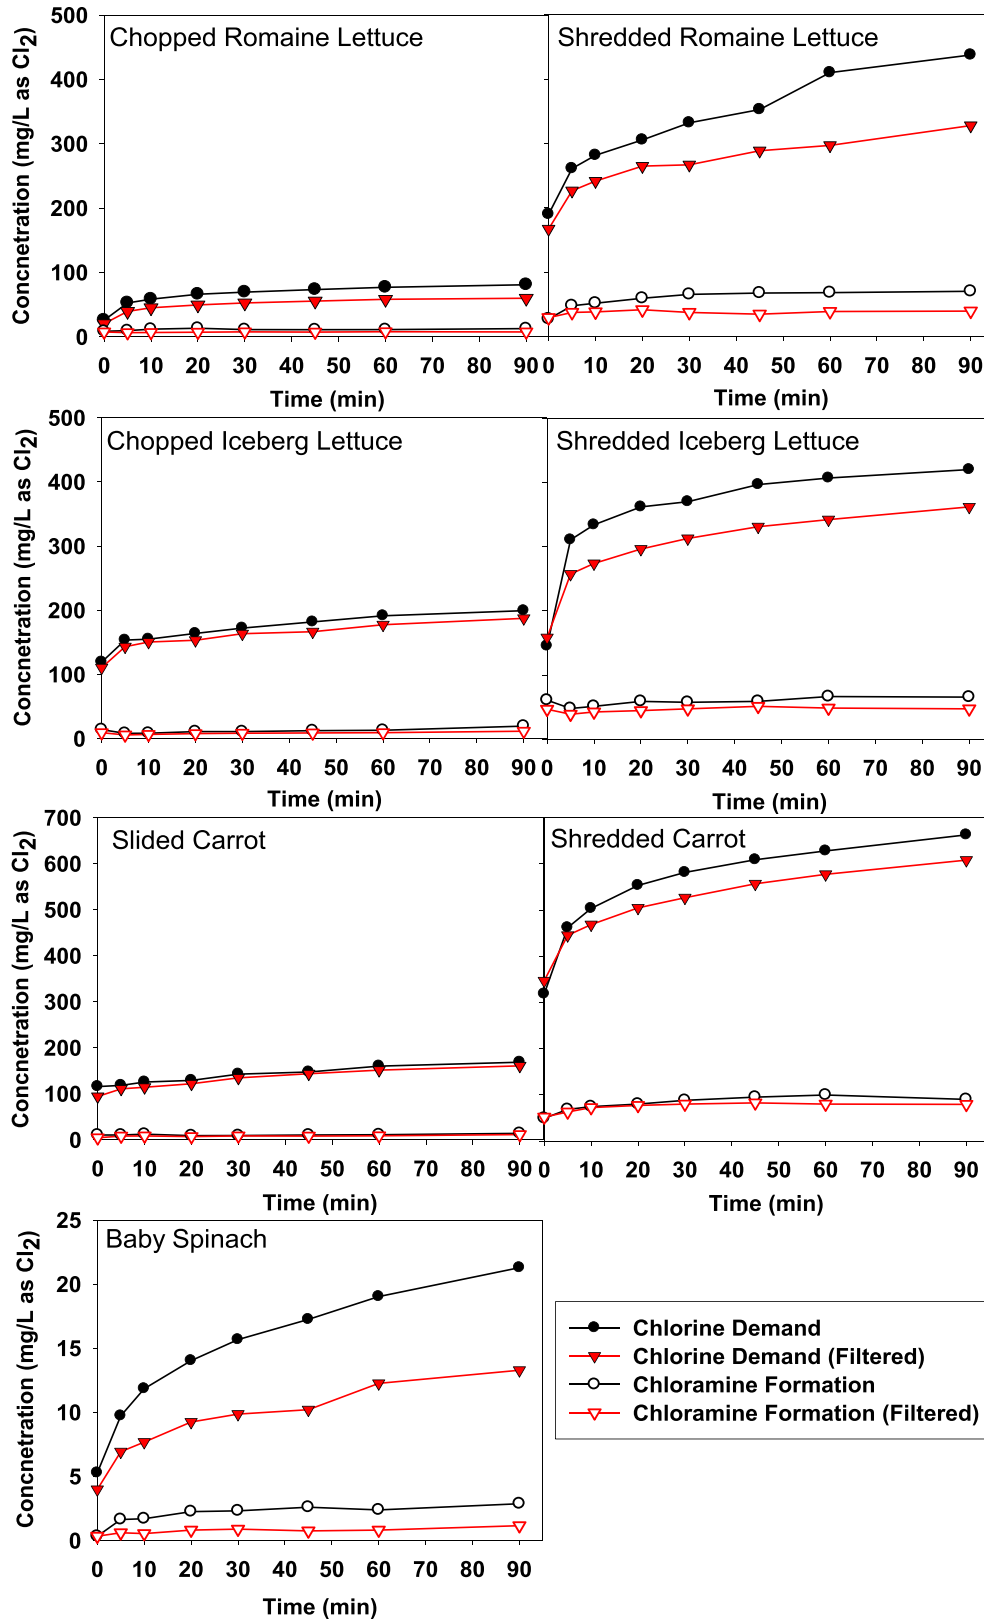 Chopped Romaine Lettuce
Shredded Romaine Lettuce
Concnetration (mg/L as Cl2)
500
400
300
200
100
0
0 10 20 30 40 50 60 70 80 90
Time (min)
0 10 20 30 40 50 60 70 80 90
Time (min)
Chopped Iceberg Lettuce
Shredded Iceberg Lettuce
Concnetration (mg/L as Cl2)
500
400
300
200
100
0
0 10 20 30 40 50 60 70 80 90
Time (min)
0 10 20 30 40 50 60 70 80 90
Time (min)
Slided Carrot
Shredded Carrot
Concnetration (mg/L as Cl2)
700
600
500
400
300
200
100
0
0 10 20 30 40 50 60 70 80 90
Time (min)
0 10 20 30 40 50 60 70 80 90
Time (min)
Baby Spinach
Concnetration (mg/L as Cl2)
25
20
15
10
5
0
0 10 20 30 40 50 60 70 80 90
Time (min)
Chlorine Demand
Chlorine Demand (Filtered)
Chloramine Formation
Chloramine Formation (Filtered)